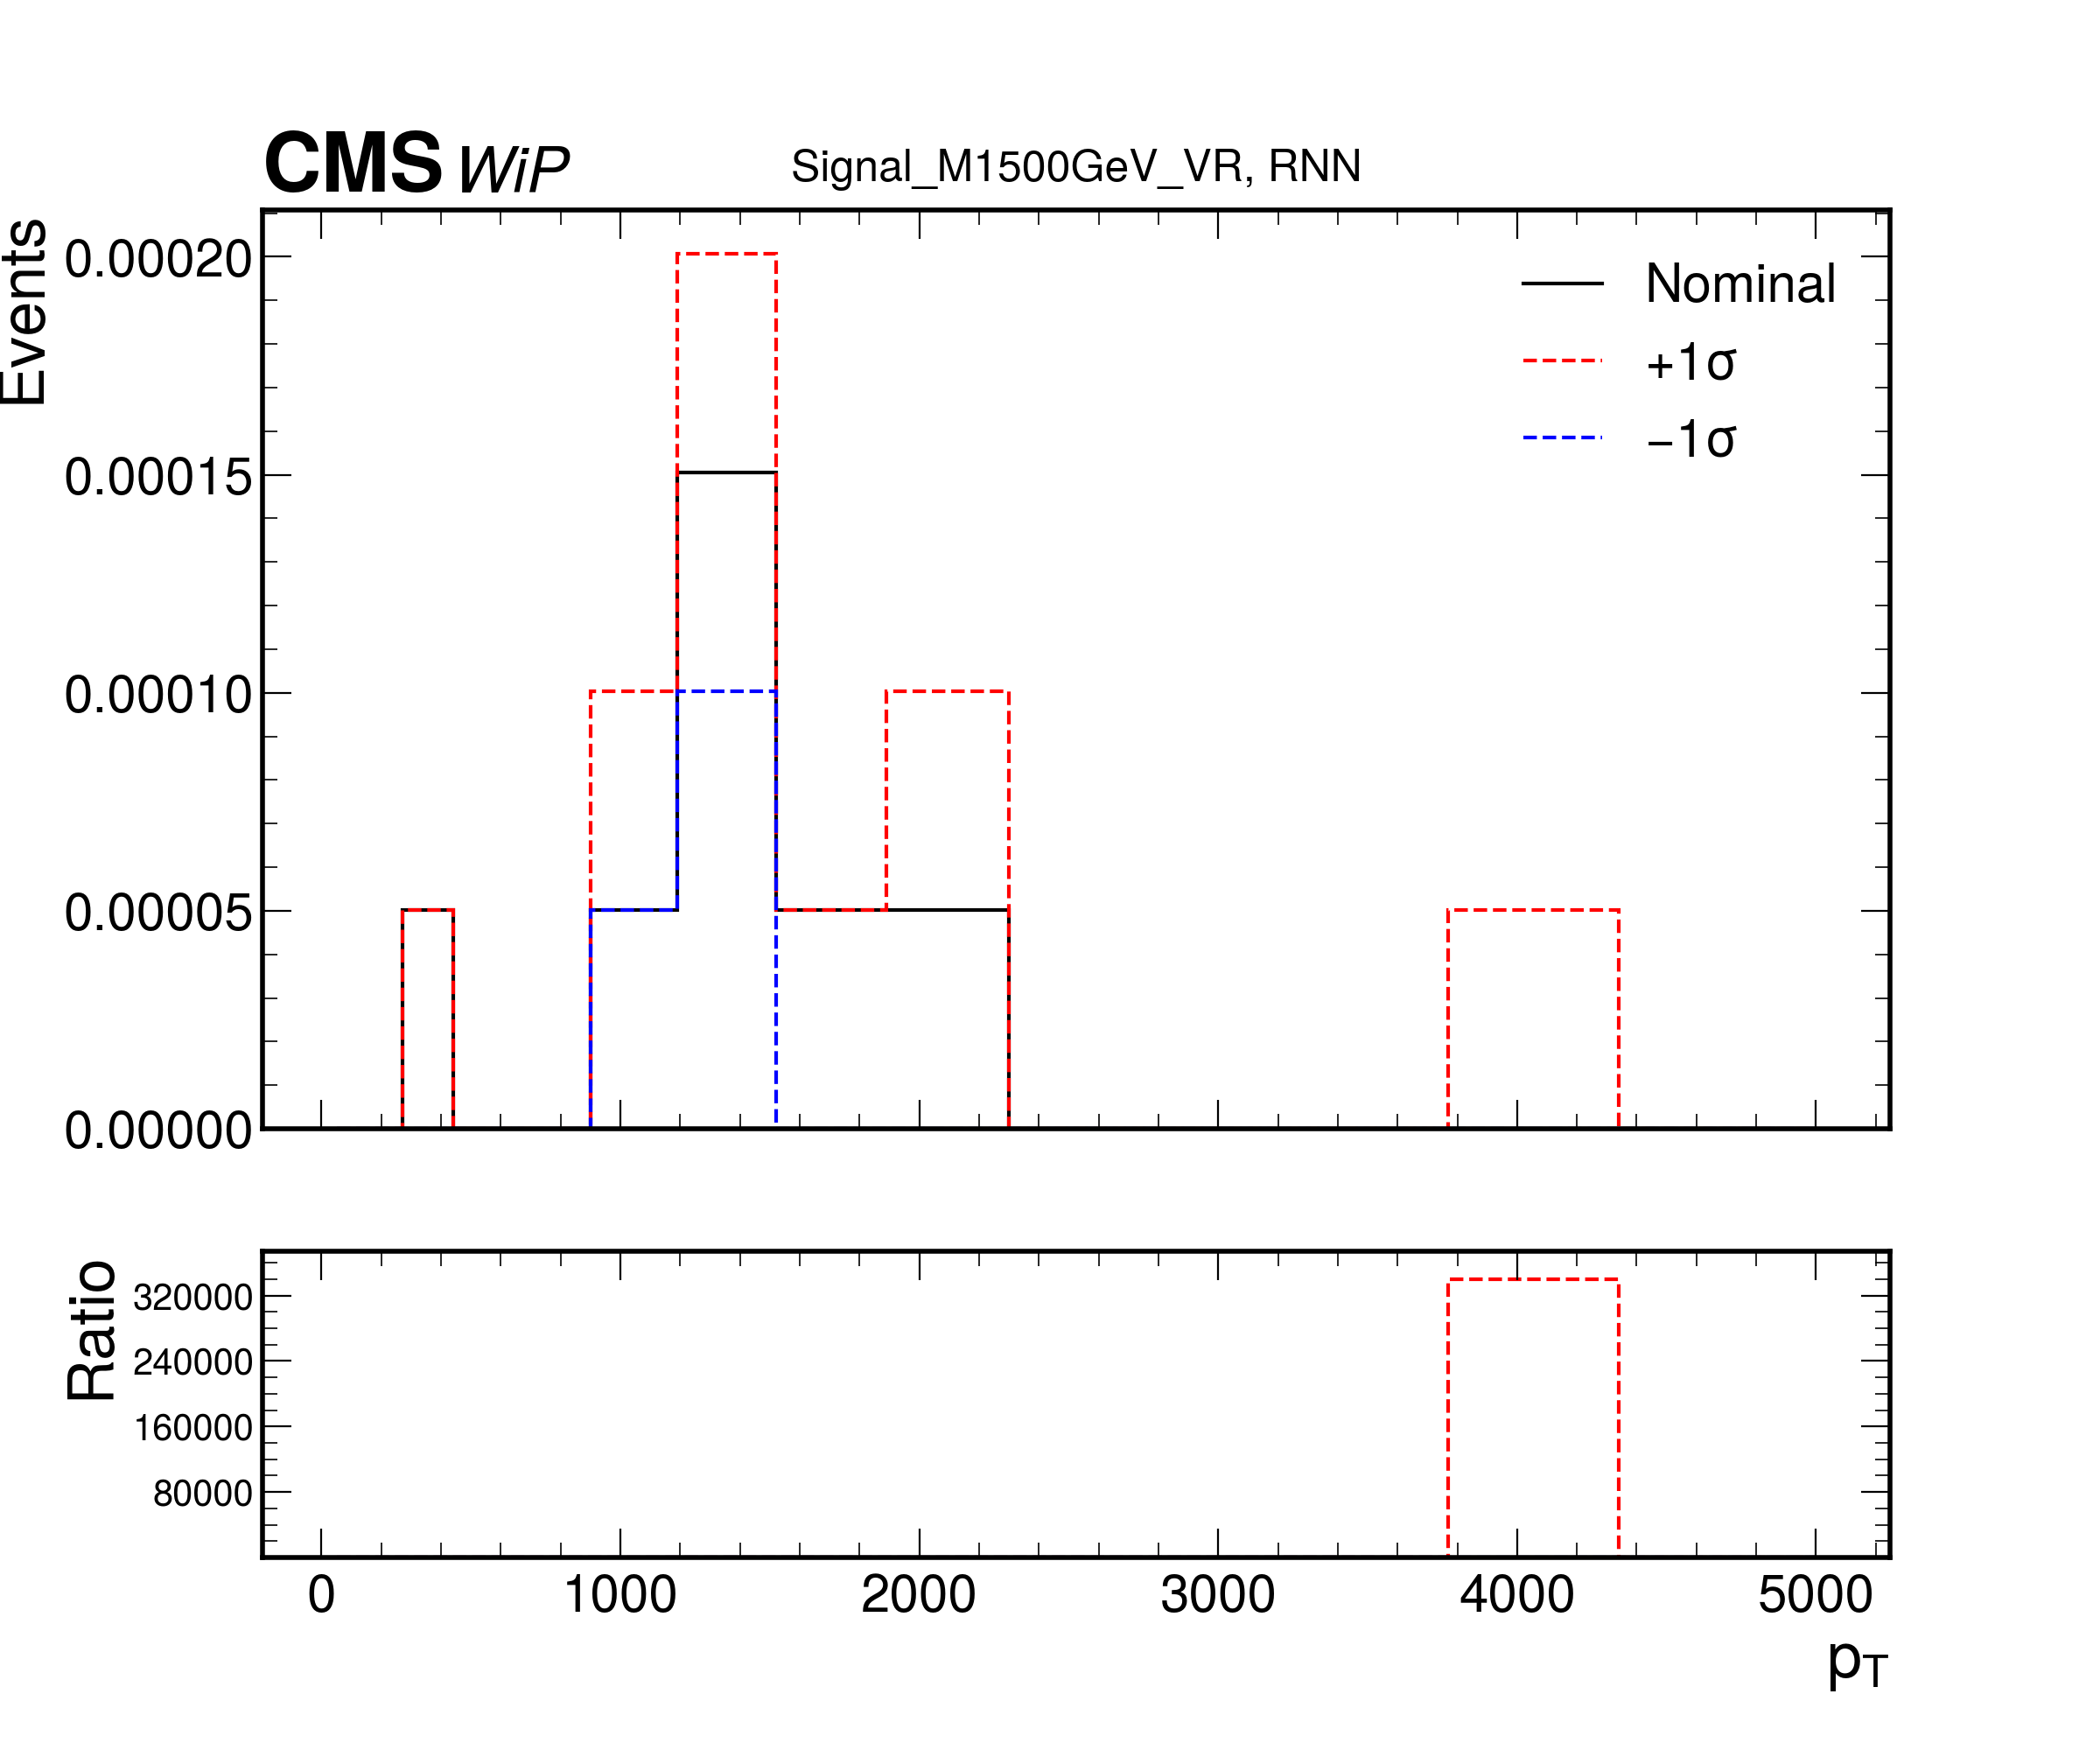 CMS WiP
Signal_M1500GeV_VR, RNN
Events
0.00020
0.00015
0.00010
0.00005
0.00000
Nominal
+1σ
−1σ
Ratio
320000
240000
160000
80000
0 1000 2000 3000 4000 5000
pT